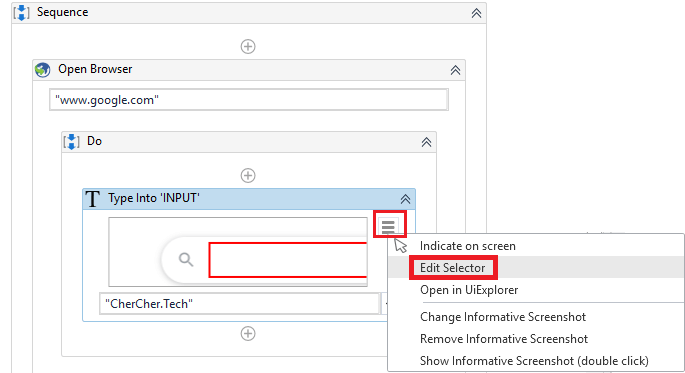 Sequence
Open Browser
"www.google.com"
Do
T Type Into 'INPUT'
Indicate on screen
Edit Selector
Open in UiExplorer
"CherCher.Tech"
Change Informative Screenshot
Remove Informative Screenshot
Show Informative Screenshot (double click)